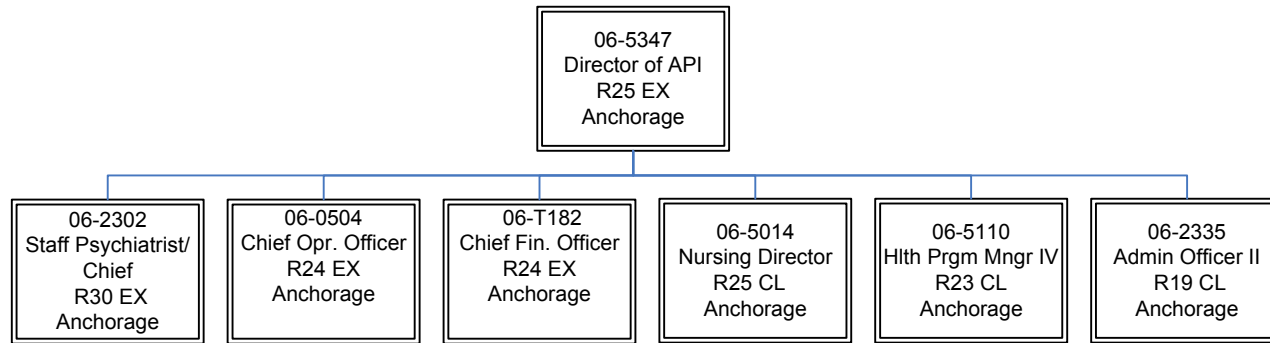 06-5347
Director of API
R25 EX
Anchorage
06-2302
Staff Psychiatrist/
Chief
R30 EX
Anchorage
06-0504
Chief Opr. Officer
R24 EX
Anchorage
06-T182
Chief Fin. Officer
R24 EX
Anchorage
06-5014
Nursing Director
R25 CL
Anchorage
06-5110
Hlth Prgm Mngr IV
R23 CL
Anchorage
06-2335
Admin Officer II
R19 CL
Anchorage